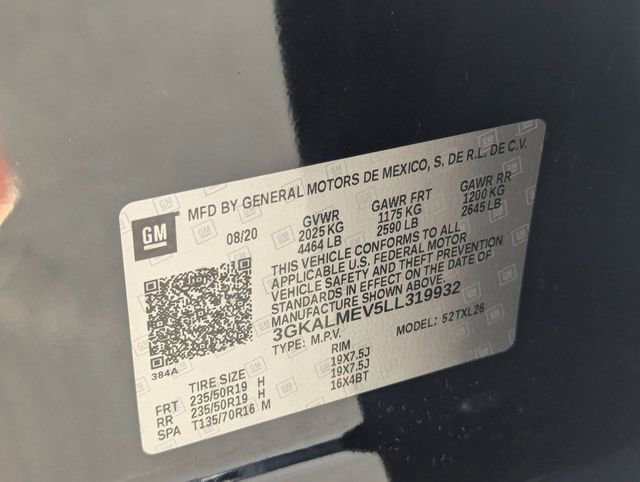 GM MFD BY GENERAL MOTORS DE MEXICO, S. DE R.L. DE C.V.
08/20 GVWR GAWR FRT GAWR RR
2025 KG 1175 KG 1200 KG
4464 LB 2590 LB 2645 LB
THIS VEHICLE CONFORMS TO ALL
APPLICABLE U.S. FEDERAL MOTOR
VEHICLE SAFETY AND THEFT PREVENTION
STANDARDS IN EFFECT ON THE DATE OF
MANUFACTURE SHOWN ABOVE.
3GKALMEV5LL319932
TYPE: M.P.V. MODEL: 52TXL26
384A
TIRE SIZE RIM
FRT 235/50R19 H 19X7.5J
RR 235/50R19 H 19X7.5J
SPA T135/70R16 M 16X4BT